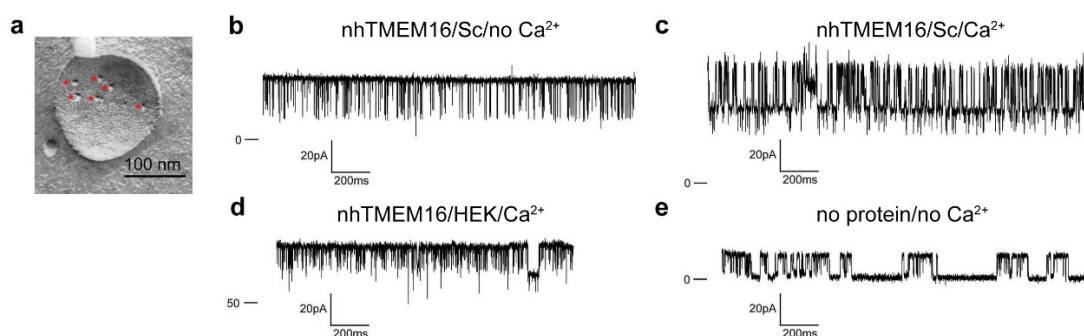 a
100 nm
b
nhTMEM16/Sc/no Ca²⁺
0
20pA
200ms
c
nhTMEM16/Sc/Ca²⁺
0
20pA
200ms
d
nhTMEM16/HEK/Ca²⁺
50
20pA
200ms
e
no protein/no Ca²⁺
0
20pA
200ms